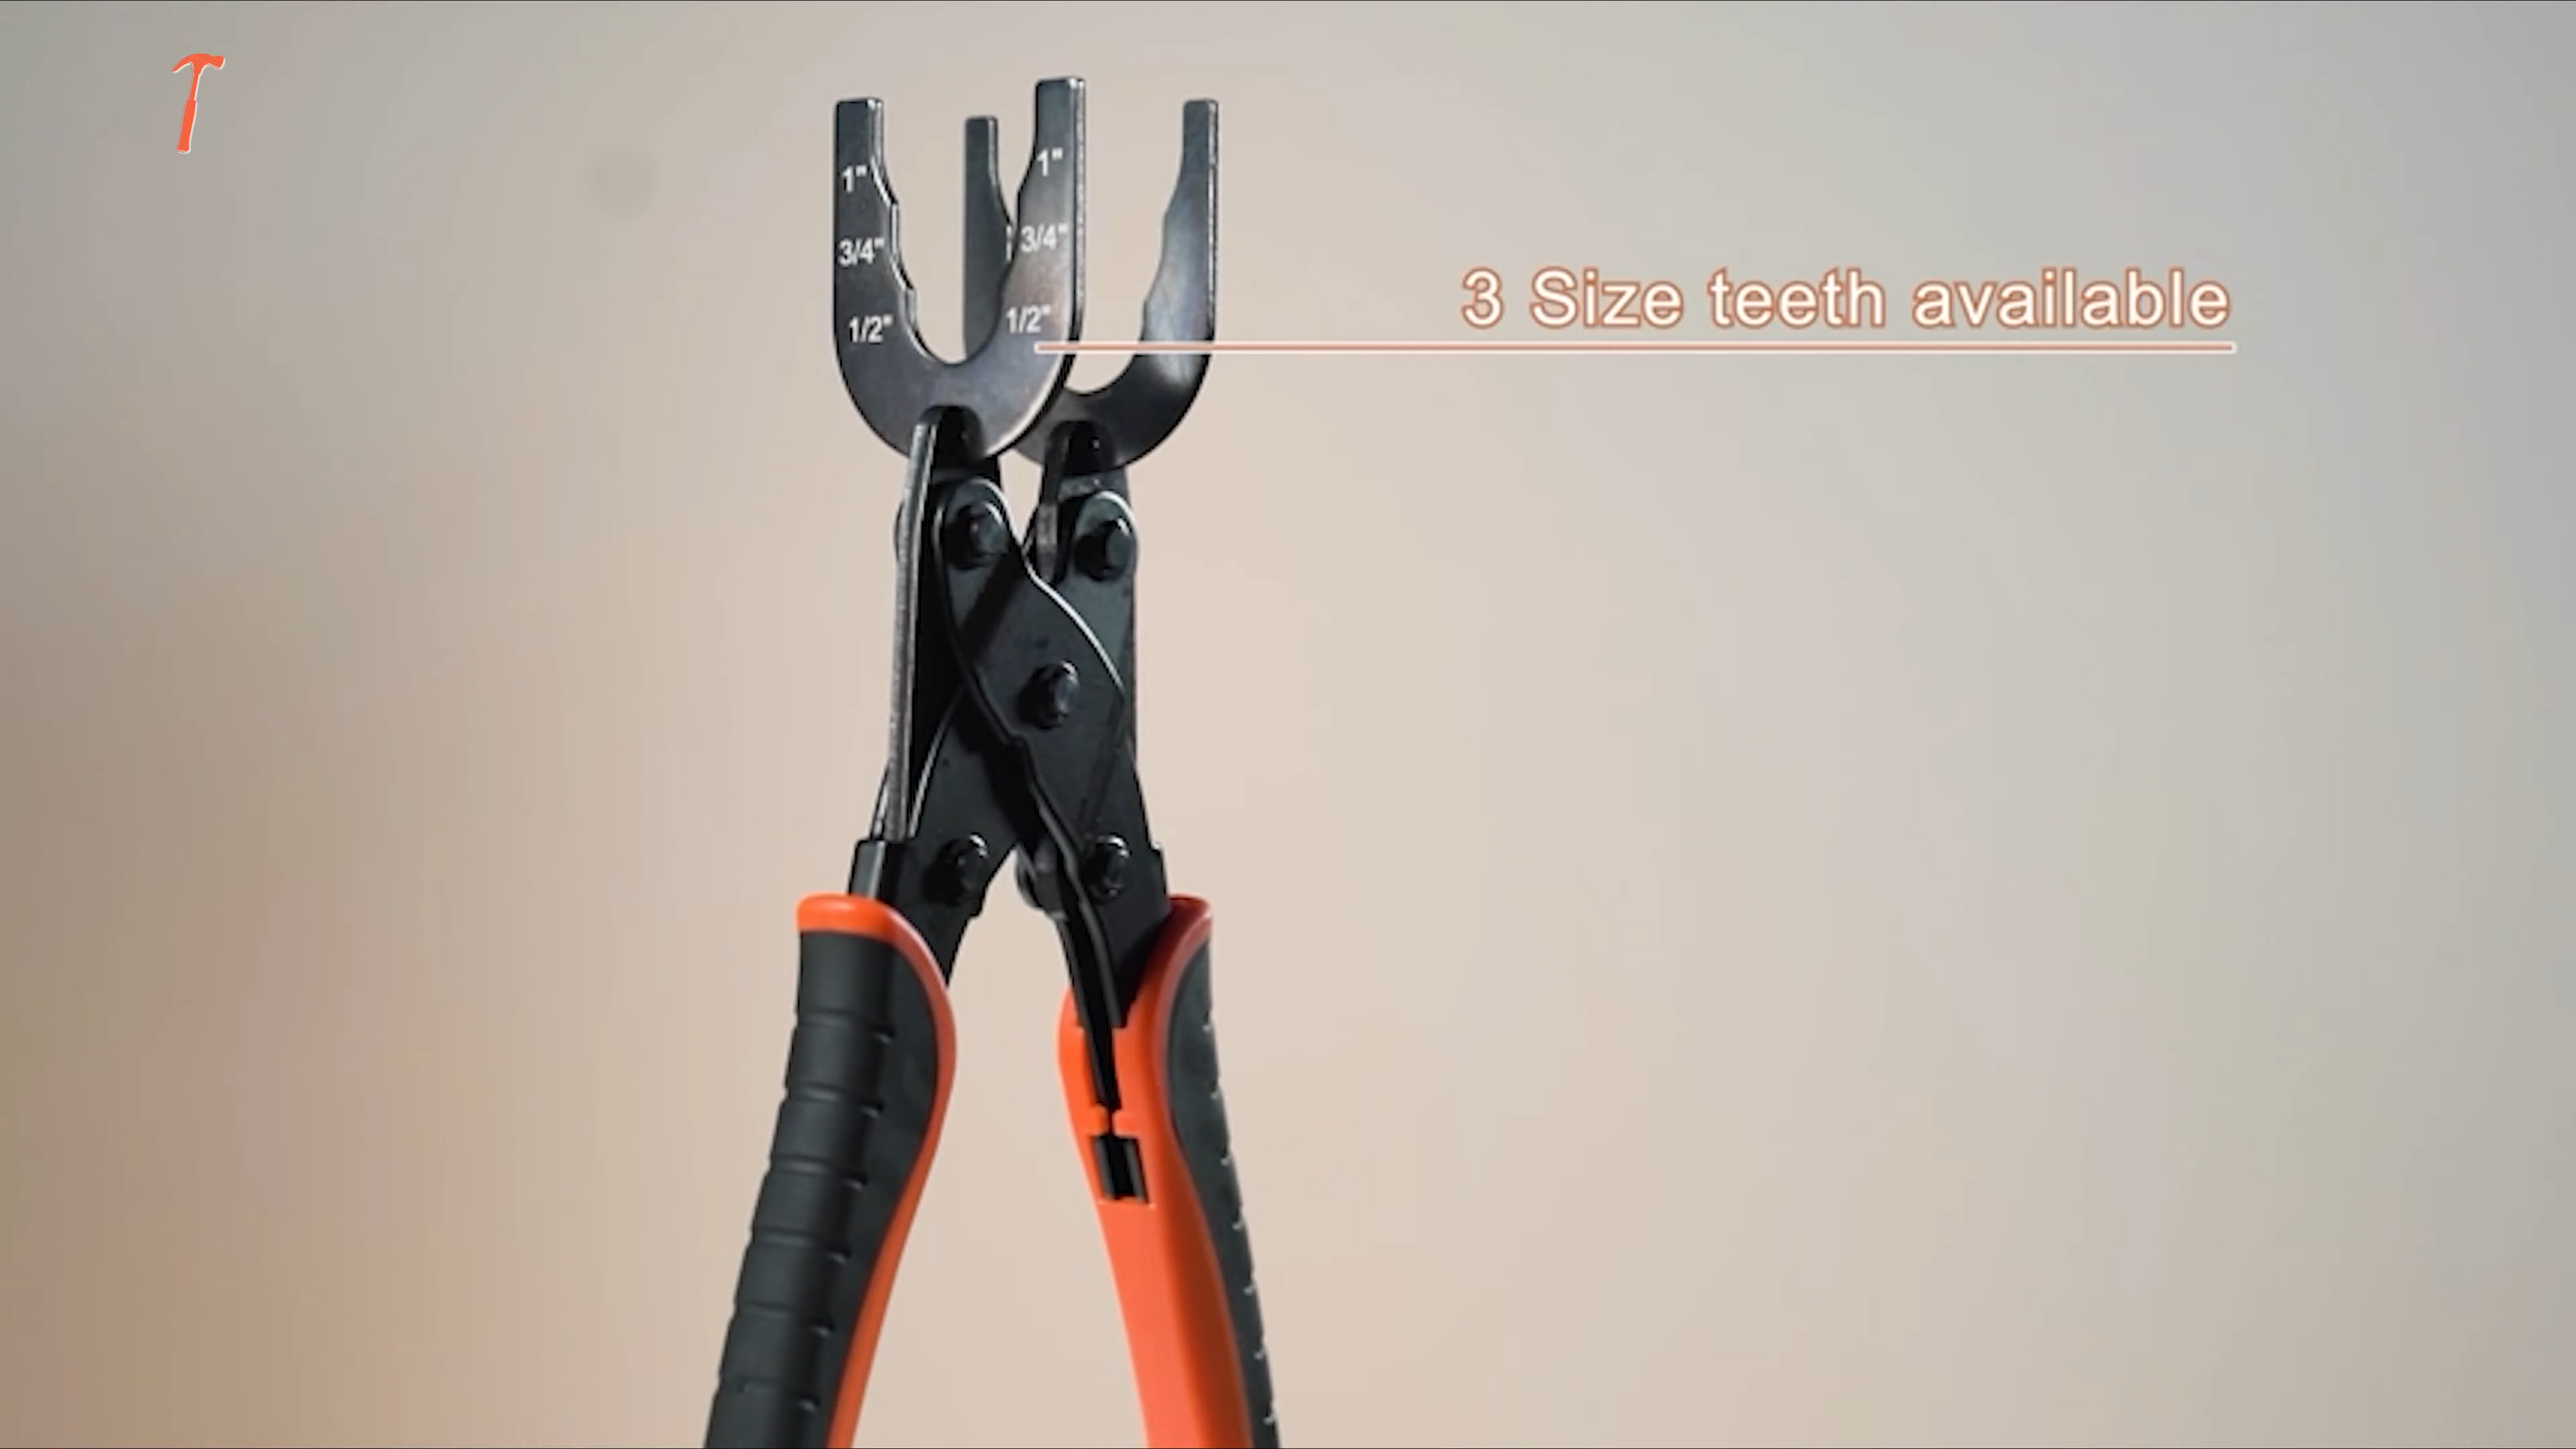 1" 1"
3/4" 3/4"
1/2" 1/2"
3 Size teeth available